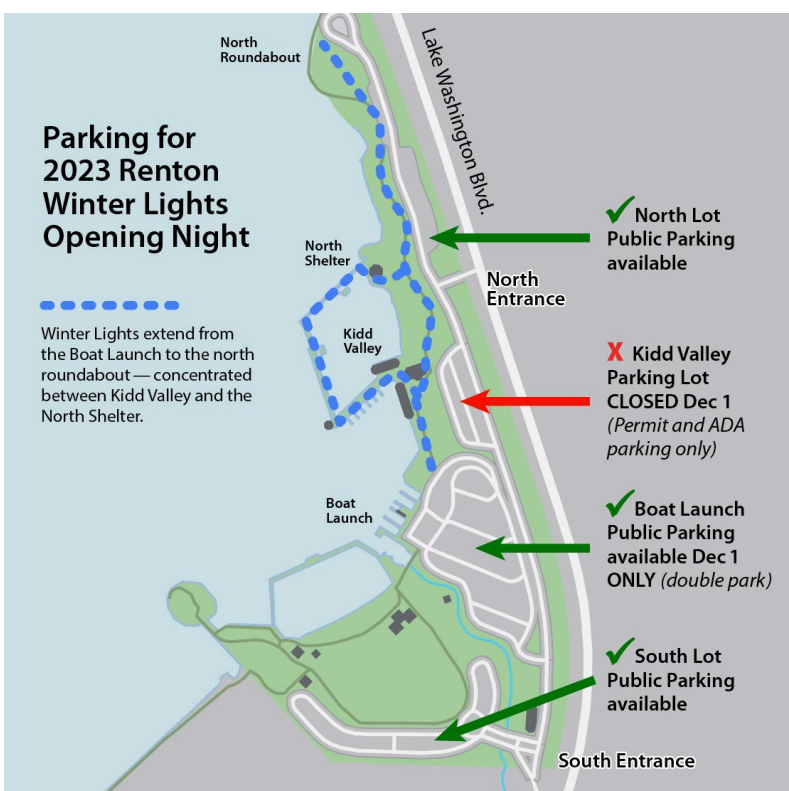 North
Roundabout
Lake Washington Blvd.
Parking for
2023 Renton
Winter Lights
Opening Night
North Lot
Public Parking
available
North
Shelter
North
Entrance
Winter Lights extend from
the Boat Launch to the north
roundabout — concentrated
between Kidd Valley and the
North Shelter.
Kidd
Valley
X Kidd Valley
Parking Lot
CLOSED Dec 1
(Permit and ADA
parking only)
Boat
Launch
Boat Launch
Public Parking
available Dec 1
ONLY (double park)
South Lot
Public Parking
available
South Entrance